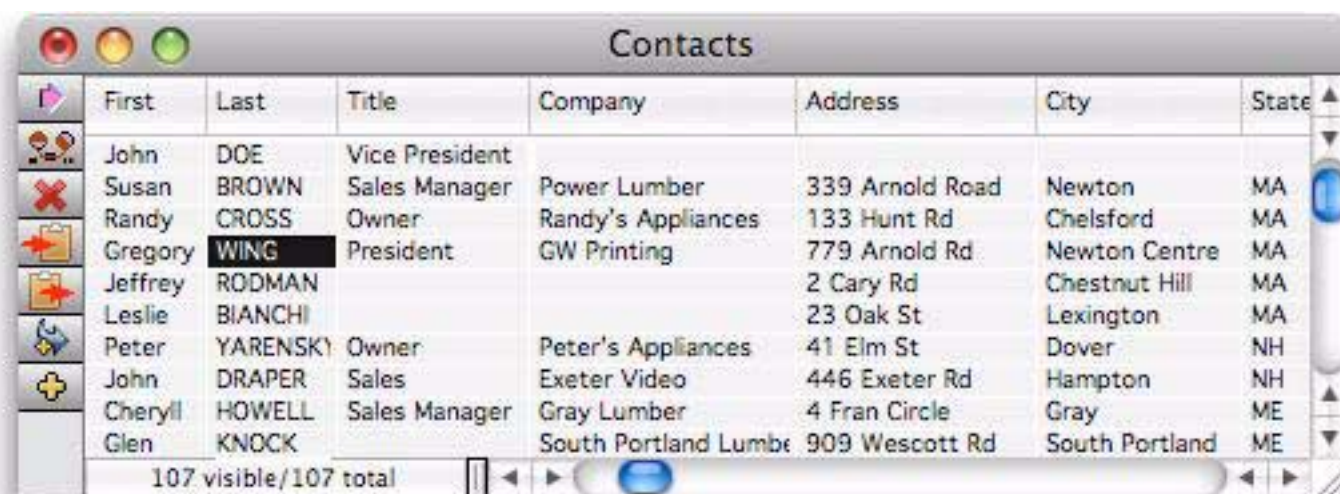 Contacts
First Last Title Company Address City State
John DOE Vice President
Susan BROWN Sales Manager Power Lumber 339 Arnold Road Newton MA
Randy CROSS Owner Randy's Appliances 133 Hunt Rd Chelsford MA
Gregory WING President GW Printing 779 Arnold Rd Newton Centre MA
Jeffrey RODMAN 2 Cary Rd Chestnut Hill MA
Leslie BIANCHI 23 Oak St Lexington MA
Peter YARENSKY Owner Peter's Appliances 41 Elm St Dover NH
John DRAPER Sales Exeter Video 446 Exeter Rd Hampton NH
Cheryll HOWELL Sales Manager Gray Lumber 4 Fran Circle Gray ME
Glen KNOCK South Portland Lumbe 909 Wescott Rd South Portland ME
107 visible/107 total